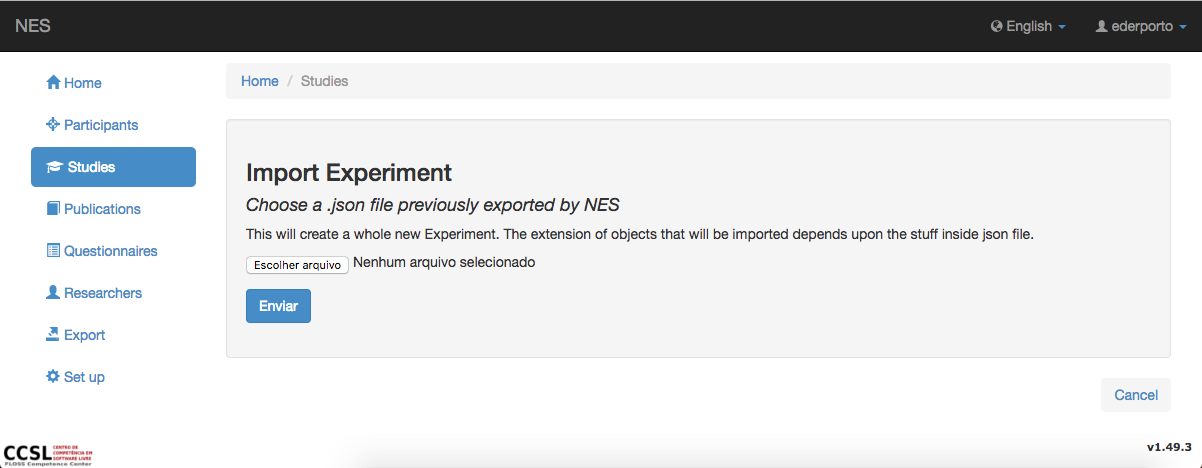 NES
English
ederporto
Home
Participants
Studies
Publications
Questionnaires
Researchers
Export
Set up
Home / Studies
Import Experiment
Choose a .json file previously exported by NES
This will create a whole new Experiment. The extension of objects that will be imported depends upon the stuff inside json file.
Escolher arquivo Nenhum arquivo selecionado
Enviar
Cancel
CCSL
CENTRO DE
COMPETÊNCIA EM
SOFTWARE LIVRE
FLOSS Competence Center
v1.49.3